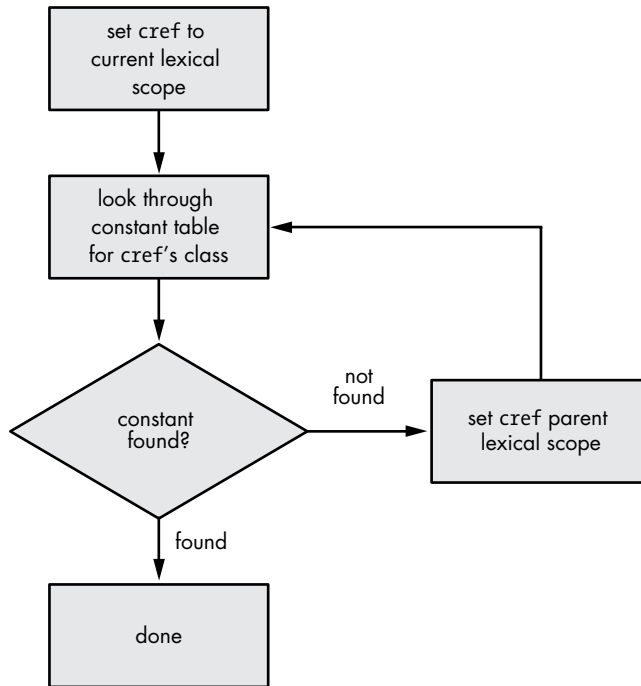 set cref to
current lexical
scope
look through
constant table
for cref's class
constant
found?
not
found
set cref parent
lexical scope
found
done